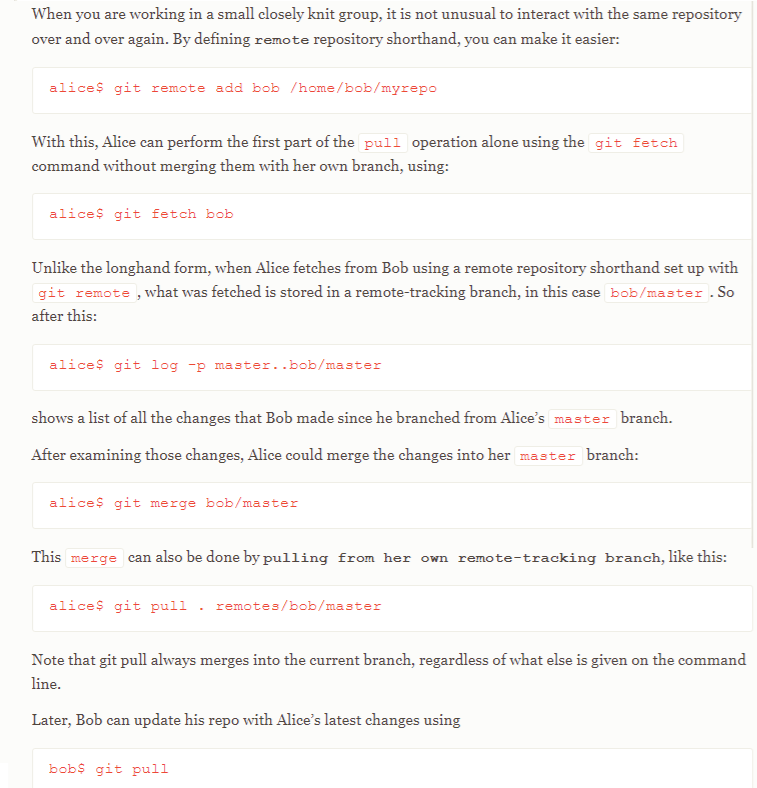 When you are working in a small closely knit group, it is not unusual to interact with the same repository
over and over again. By defining remote repository shorthand, you can make it easier:
alice$ git remote add bob /home/bob/myrepo
With this, Alice can perform the first part of the pull operation alone using the git fetch
command without merging them with her own branch, using:
alice$ git fetch bob
Unlike the longhand form, when Alice fetches from Bob using a remote repository shorthand set up with
git remote , what was fetched is stored in a remote-tracking branch, in this case bob/master . So
after this:
alice$ git log -p master..bob/master
shows a list of all the changes that Bob made since he branched from Alice’s master branch.
After examining those changes, Alice could merge the changes into her master branch:
alice$ git merge bob/master
This merge can also be done by pulling from her own remote-tracking branch, like this:
alice$ git pull . remotes/bob/master
Note that git pull always merges into the current branch, regardless of what else is given on the command
line.
Later, Bob can update his repo with Alice’s latest changes using
bob$ git pull